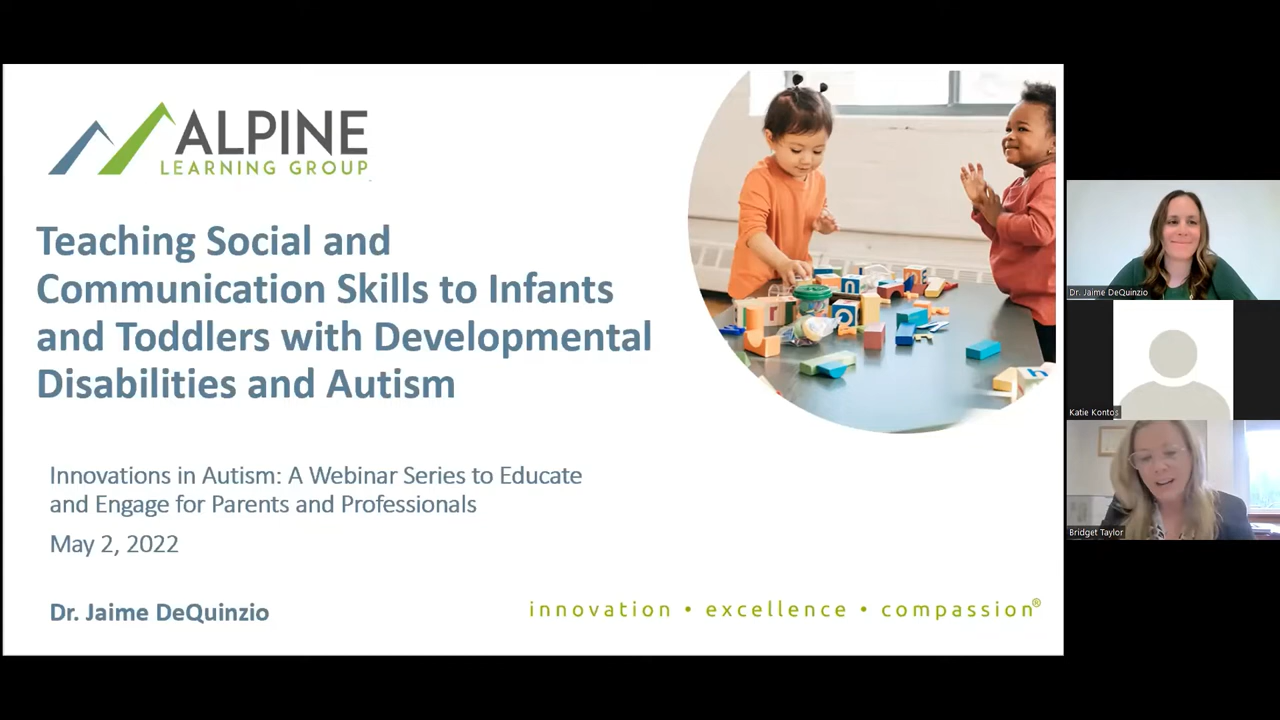 ALPINE
LEARNING GROUP
Teaching Social and
Communication Skills to Infants
and Toddlers with Developmental
Disabilities and Autism
Innovations in Autism: A Webinar Series to Educate
and Engage for Parents and Professionals
May 2, 2022
Dr. Jaime DeQuinzio
innovation • excellence • compassion®
Dr. Jaime DeQuinzio
Katie Kontos
Bridget Taylor